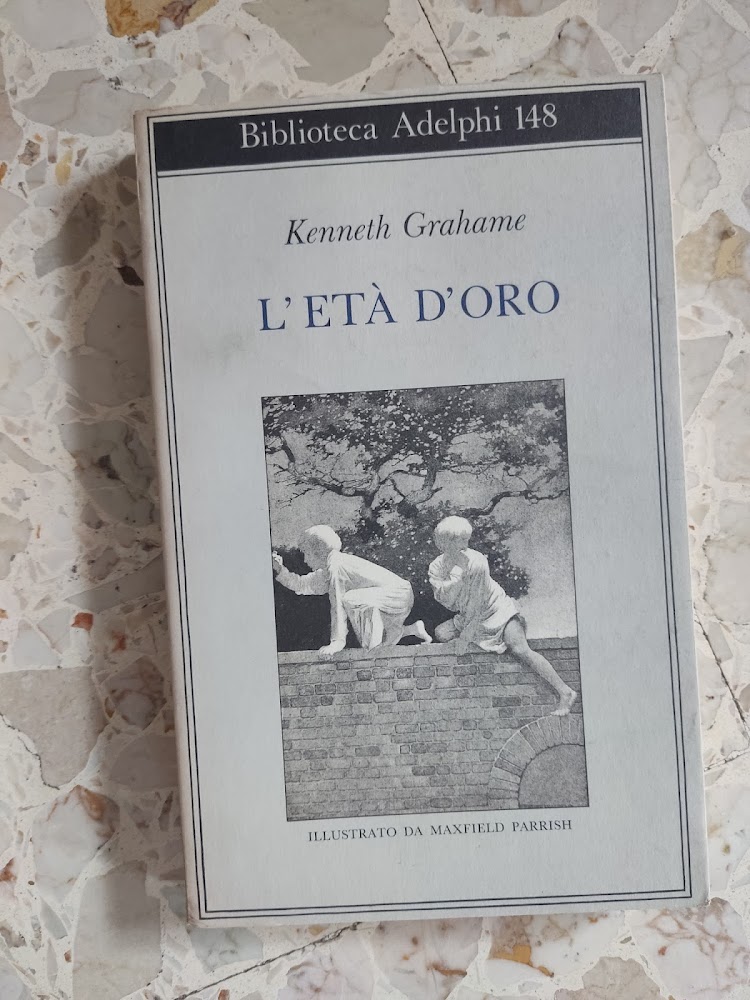 Biblioteca Adelphi 148
Kenneth Grahame
L'ETÀ D'ORO
ILLUSTRATO DA MAXFIELD PARRISH